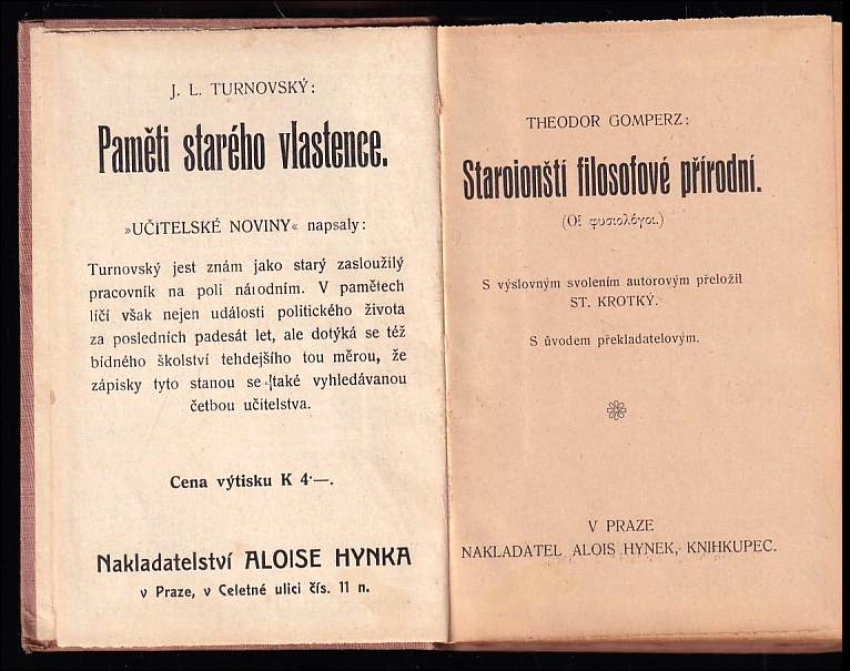 J. L. TURNOVSKÝ:
Paměti starého vlastence.
»UČITELSKÉ NOVINY« napsaly:
Turnovský jest znám jako starý zasloužilý
pracovník na poli národním. V pamětech
líčí však nejen události politického života
za posledních padesát let, ale dotýká se též
bídného školství tehdejšího tou měrou, že
zápisky tyto stanou se také vyhledávanou
četbou učitelstva.
Cena výtisku K 4·—.
Nakladatelství ALOISE HYNKA
v Praze, v Celetné ulici čís. 11 n.
THEODOR GOMPERZ:
Staroionští filosofové přírodní.
(Οἱ φυσιολόγοι.)
S výslovným svolením autorovým přeložil
ST. KROTKÝ.
S úvodem překladatelovým.
V PRAZE
NAKLADATEL ALOIS HYNEK, KNIHKUPEC.